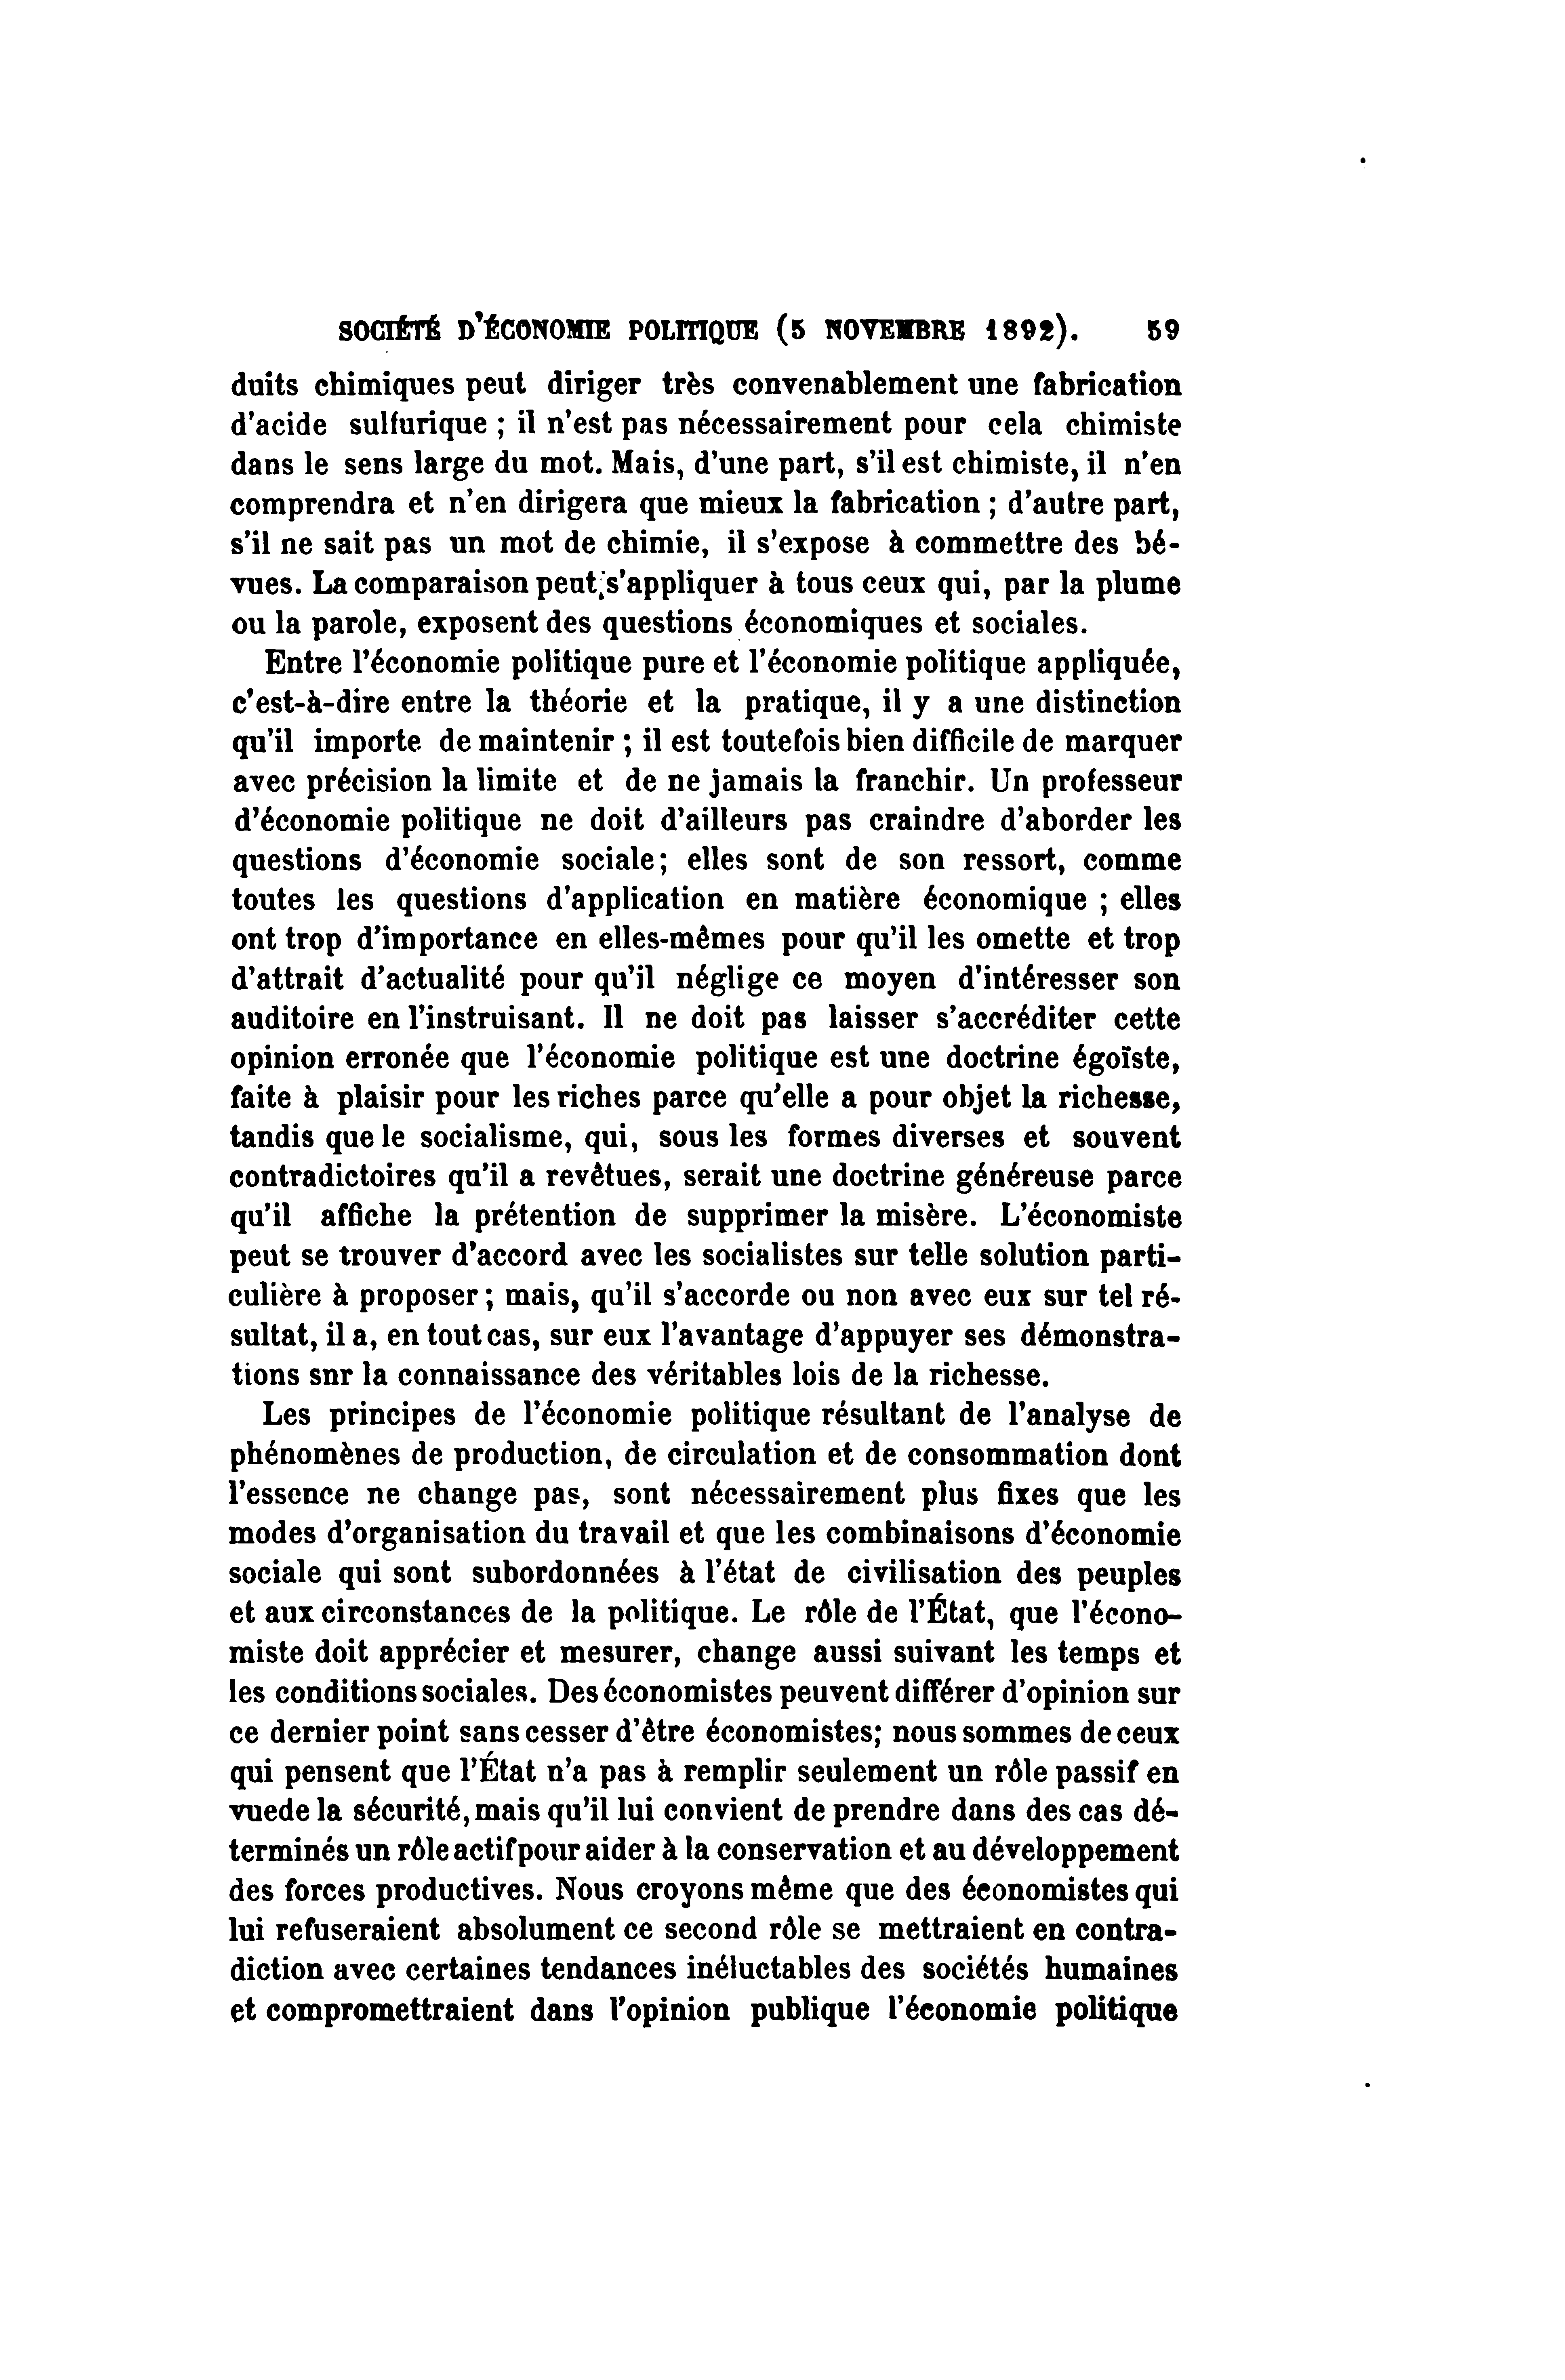 SOCIÉTÉ D'ÉCONOMIE POLITIQUE (5 NOVEMBRE 1892). 59
duits chimiques peut diriger très convenablement une fabrication
d'acide sulfurique ; il n'est pas nécessairement pour cela chimiste
dans le sens large du mot. Mais, d'une part, s'il est chimiste, il n'en
comprendra et n'en dirigera que mieux la fabrication ; d'autre part,
s'il ne sait pas un mot de chimie, il s'expose à commettre des bé-
vues. La comparaison peut s'appliquer à tous ceux qui, par la plume
ou la parole, exposent des questions économiques et sociales.
Entre l'économie politique pure et l'économie politique appliquée,
c'est-à-dire entre la théorie et la pratique, il y a une distinction
qu'il importe de maintenir ; il est toutefois bien difficile de marquer
avec précision la limite et de ne jamais la franchir. Un professeur
d'économie politique ne doit d'ailleurs pas craindre d'aborder les
questions d'économie sociale; elles sont de son ressort, comme
toutes les questions d'application en matière économique ; elles
ont trop d'importance en elles-mêmes pour qu'il les omette et trop
d'attrait d'actualité pour qu'il néglige ce moyen d'intéresser son
auditoire en l'instruisant. Il ne doit pas laisser s'accréditer cette
opinion erronée que l'économie politique est une doctrine égoïste,
faite à plaisir pour les riches parce qu'elle a pour objet la richesse,
tandis que le socialisme, qui, sous les formes diverses et souvent
contradictoires qu'il a revêtues, serait une doctrine généreuse parce
qu'il affiche la prétention de supprimer la misère. L'économiste
peut se trouver d'accord avec les socialistes sur telle solution parti-
culière à proposer ; mais, qu'il s'accorde ou non avec eux sur tel ré-
sultat, il a, en tout cas, sur eux l'avantage d'appuyer ses démonstra-
tions snr la connaissance des véritables lois de la richesse.
Les principes de l'économie politique résultant de l'analyse de
phénomènes de production, de circulation et de consommation dont
l'essence ne change pas, sont nécessairement plus fixes que les
modes d'organisation du travail et que les combinaisons d'économie
sociale qui sont subordonnées à l'état de civilisation des peuples
et aux circonstances de la politique. Le rôle de l'État, que l'écono-
miste doit apprécier et mesurer, change aussi suivant les temps et
les conditions sociales. Des économistes peuvent différer d'opinion sur
ce dernier point sans cesser d'être économistes; nous sommes de ceux
qui pensent que l'État n'a pas à remplir seulement un rôle passif en
vue de la sécurité, mais qu'il lui convient de prendre dans des cas dé-
terminés un rôle actif pour aider à la conservation et au développement
des forces productives. Nous croyons même que des économistes qui
lui refuseraient absolument ce second rôle se mettraient en contra-
diction avec certaines tendances inéluctables des sociétés humaines
et compromettraient dans l'opinion publique l'économie politique